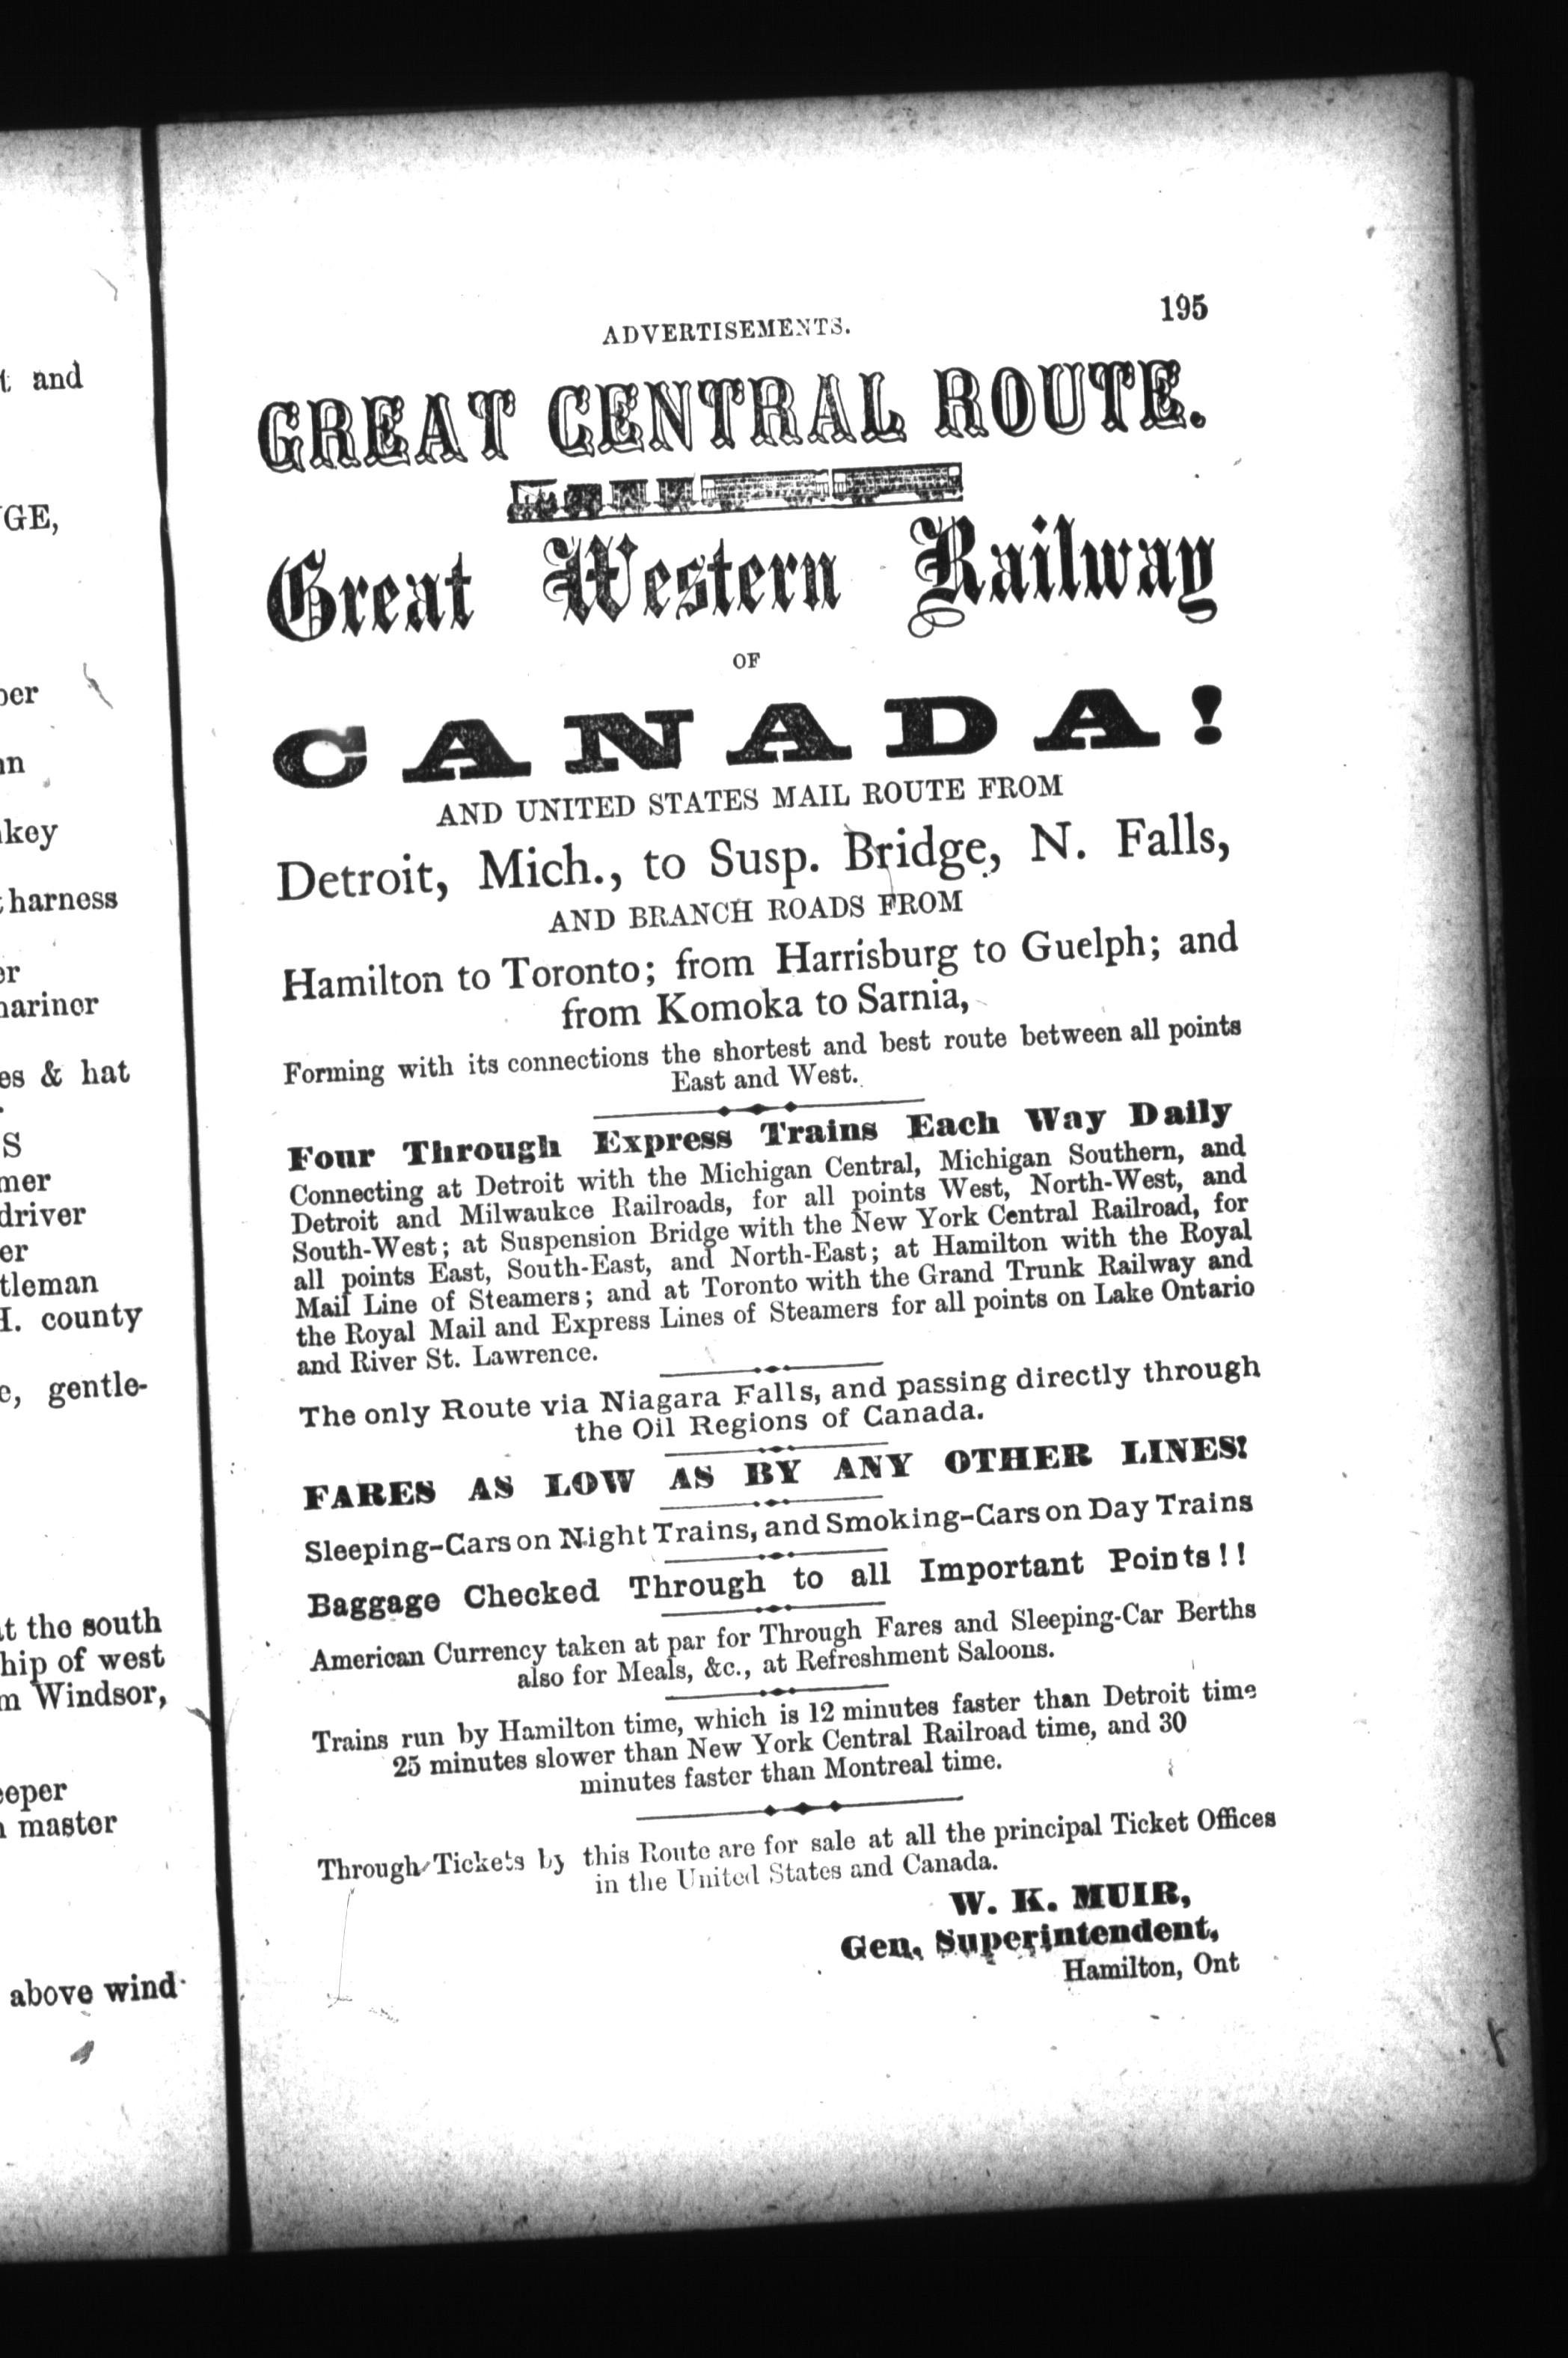 t and
GE,
ber
an
nkey
harness
er
mariner
es & hat
S
mer
driver
er
tleman
H. county
e, gentle-
at the south
hip of west
m Windsor,
eeper
n master
above wind-
ADVERTISEMENTS. 195
GREAT CENTRAL ROUTE.
Great Western Railway
OF
CANADA!
AND UNITED STATES MAIL ROUTE FROM
Detroit, Mich., to Susp. Bridge, N. Falls,
AND BRANCH ROADS FROM
Hamilton to Toronto; from Harrisburg to Guelph; and
from Komoka to Sarnia,
Forming with its connections the shortest and best route between all points
East and West.
Four Through Express Trains Each Way Daily
Connecting at Detroit with the Michigan Central, Michigan Southern, and
Detroit and Milwaukee Railroads, for all points West, North-West, and
South-West; at Suspension Bridge with the New York Central Railroad, for
all points East, South-East, and North-East; at Hamilton with the Royal
Mail Line of Steamers; and at Toronto with the Grand Trunk Railway and
the Royal Mail and Express Lines of Steamers for all points on Lake Ontario
and River St. Lawrence.
The only Route via Niagara Falls, and passing directly through
the Oil Regions of Canada.
FARES AS LOW AS BY ANY OTHER LINES!
Sleeping-Cars on Night Trains, and Smoking-Cars on Day Trains
Baggage Checked Through to all Important Points!!
American Currency taken at par for Through Fares and Sleeping-Car Berths
also for Meals, &c., at Refreshment Saloons.
Trains run by Hamilton time, which is 12 minutes faster than Detroit time
25 minutes slower than New York Central Railroad time, and 30
minutes faster than Montreal time.
Through Tickets by this Route are for sale at all the principal Ticket Offices
in the United States and Canada.
W. K. MUIR,
Gen. Superintendent,
Hamilton, Ont